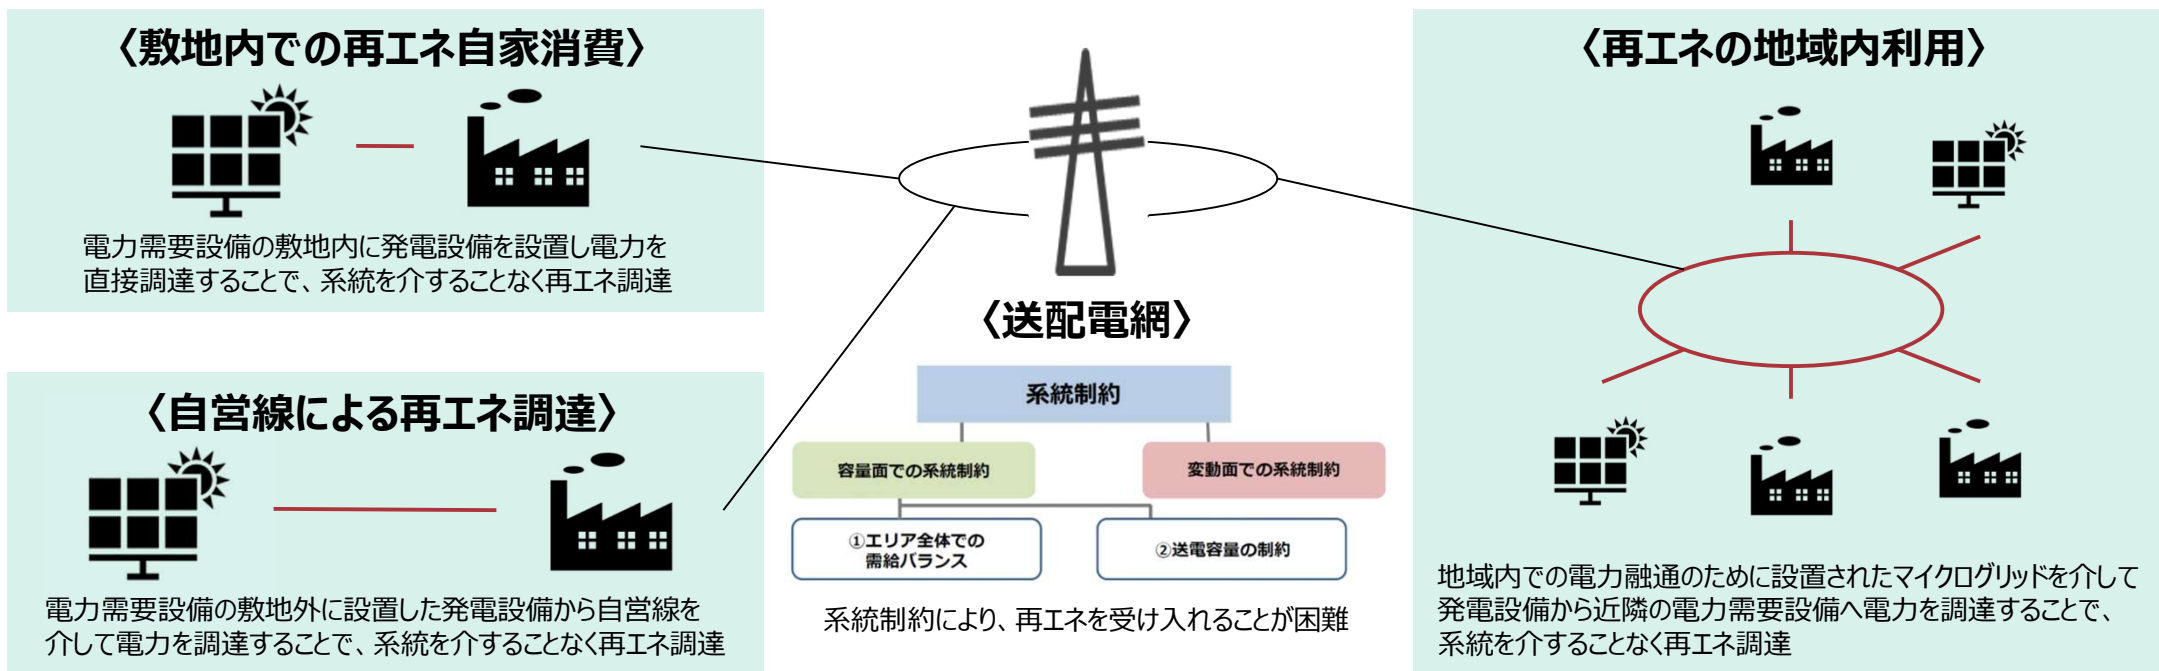 〈敷地内での再エネ自家消費〉
電力需要設備の敷地内に発電設備を設置し電力を
直接調達することで、系統を介することなく再エネ調達
〈自営線による再エネ調達〉
電力需要設備の敷地外に設置した発電設備から自営線を
介して電力を調達することで、系統を介することなく再エネ調達
〈送配電網〉
系統制約
容量面での系統制約
変動面での系統制約
①エリア全体での
需給バランス
②送電容量の制約
系統制約により、再エネを受け入れることが困難
〈再エネの地域内利用〉
地域内での電力融通のために設置されたマイクログリッドを介して
発電設備から近隣の電力需要設備へ電力を調達することで、
系統を介することなく再エネ調達